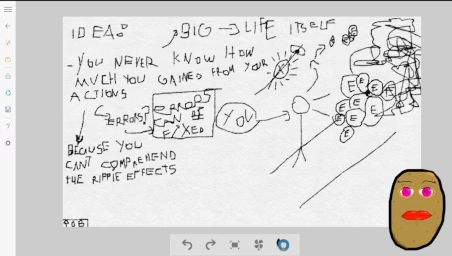 IDEA: BIG → LIFE ITSELF
- YOU NEVER KNOW HOW
MUCH YOU GAINED FROM YOUR
ACTIONS
ERRORS!
ERRORS
CAN BE
FIXED
YOU
BECAUSE YOU
CANT COMPREHEND
THE RIPPLE EFFECTS
E E
E E E
E E
E